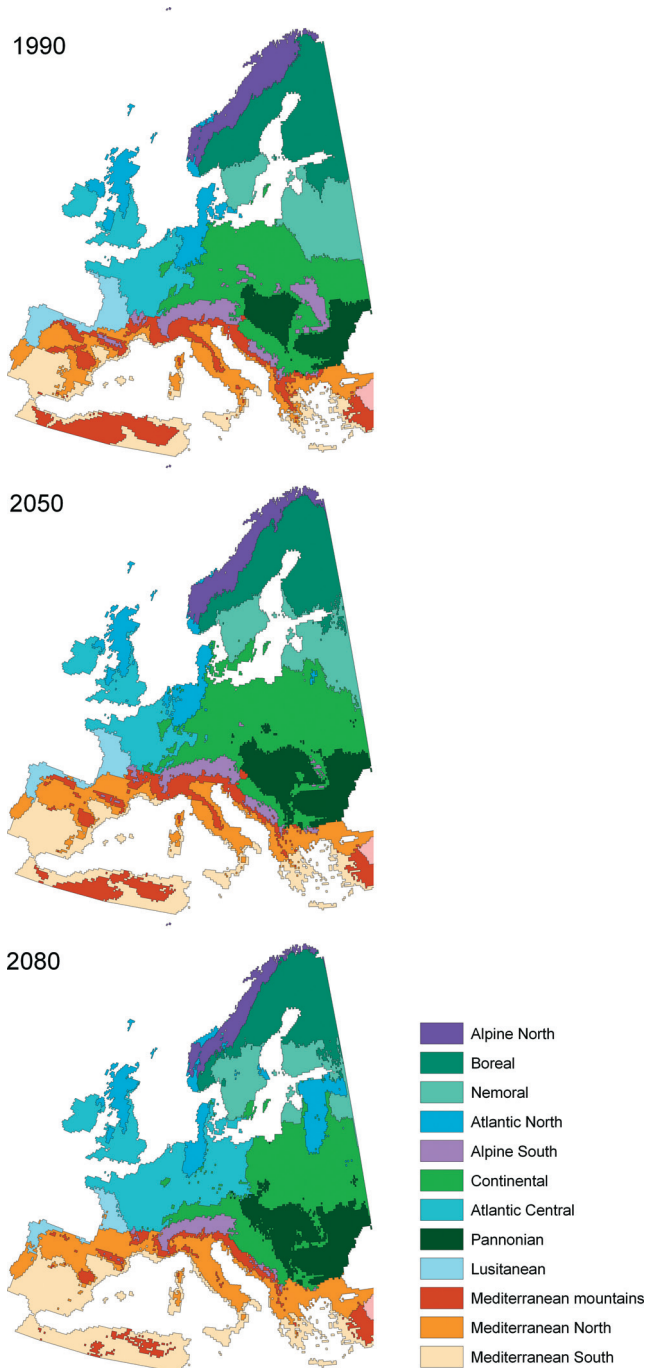 1990
2050
2080
Alpine North
Boreal
Nemoral
Atlantic North
Alpine South
Continental
Atlantic Central
Pannonian
Lusitanean
Mediterranean mountains
Mediterranean North
Mediterranean South